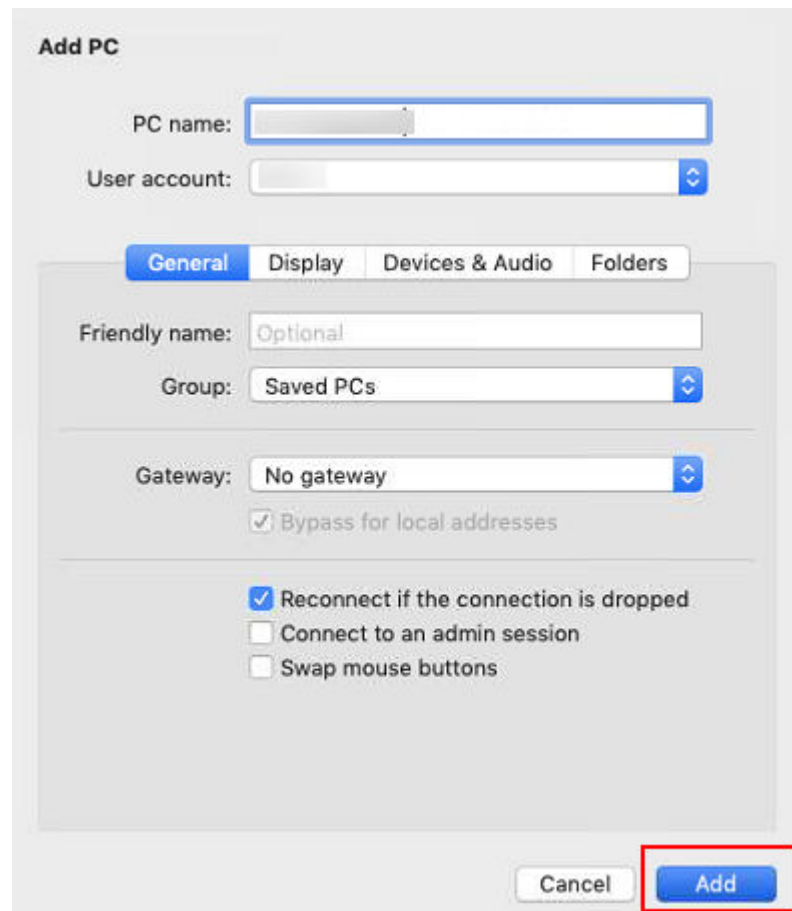 Add PC
PC name:
User account:
General Display Devices & Audio Folders
Friendly name: Optional
Group: Saved PCs
Gateway: No gateway
Bypass for local addresses
Reconnect if the connection is dropped
Connect to an admin session
Swap mouse buttons
Cancel Add